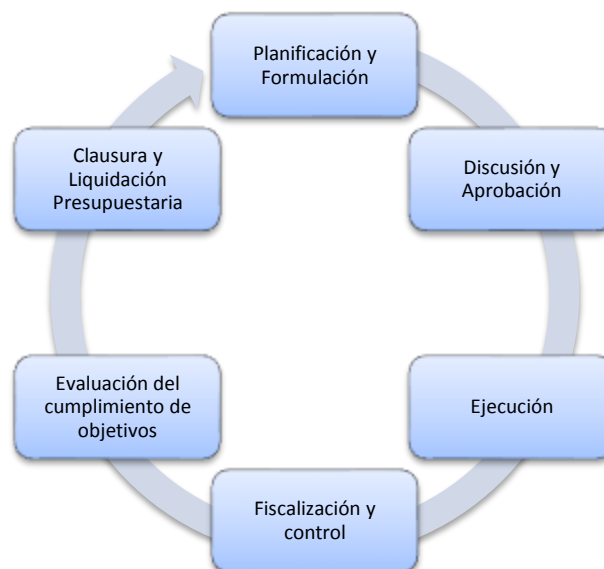 Planificación y
Formulación
Discusión y
Aprobación
Ejecución
Fiscalización y
control
Evaluación del
cumplimiento de
objetivos
Clausura y
Liquidación
Presupuestaria